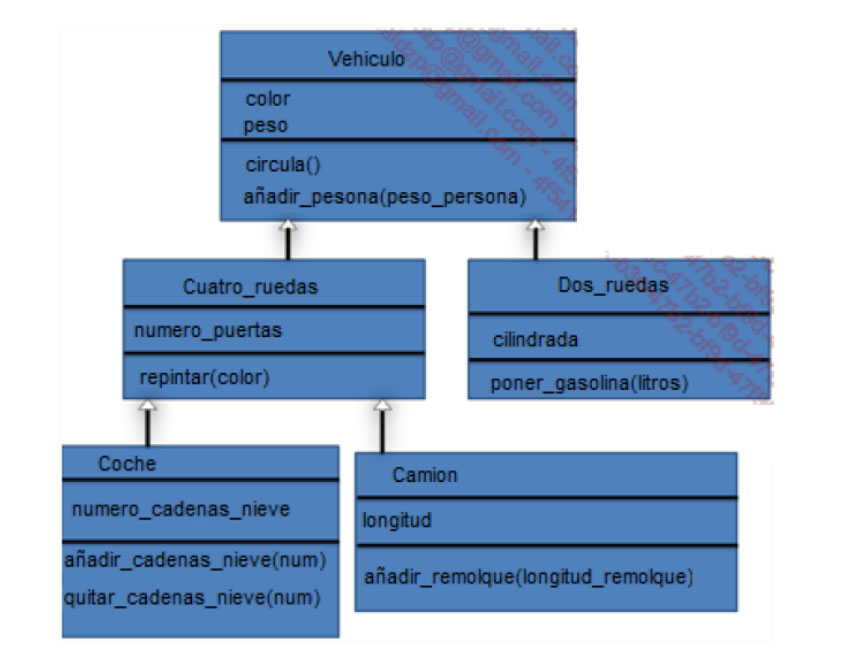 Vehiculo
color
peso
circula()
añadir_pesona(peso_persona)
Cuatro_ruedas
numero_puertas
repintar(color)
Dos_ruedas
cilindrada
poner_gasolina(litros)
Coche
numero_cadenas_nieve
añadir_cadenas_nieve(num)
quitar_cadenas_nieve(num)
Camion
longitud
añadir_remolque(longitud_remolque)